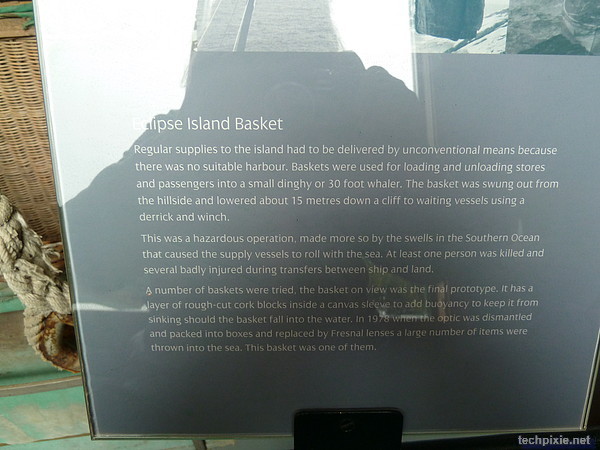 Eclipse Island Basket
Regular supplies to the island had to be delivered by unconventional means because
there was no suitable harbour. Baskets were used for loading and unloading stores
and passengers into a small dinghy or 30 foot whaler. The basket was swung out from
the hillside and lowered about 15 metres down a cliff to waiting vessels using a
derrick and winch.
This was a hazardous operation, made more so by the swells in the Southern Ocean
that caused the supply vessels to roll with the sea. At least one person was killed and
several badly injured during transfers between ship and land.
A number of baskets were tried, the basket on view was the final prototype. It has a
layer of rough-cut cork blocks inside a canvas sleeve to add buoyancy to keep it from
sinking should the basket fall into the water. In 1978 when the optic was dismantled
and packed into boxes and replaced by Fresnal lenses a large number of items were
thrown into the sea. This basket was one of them.
techpixie.net